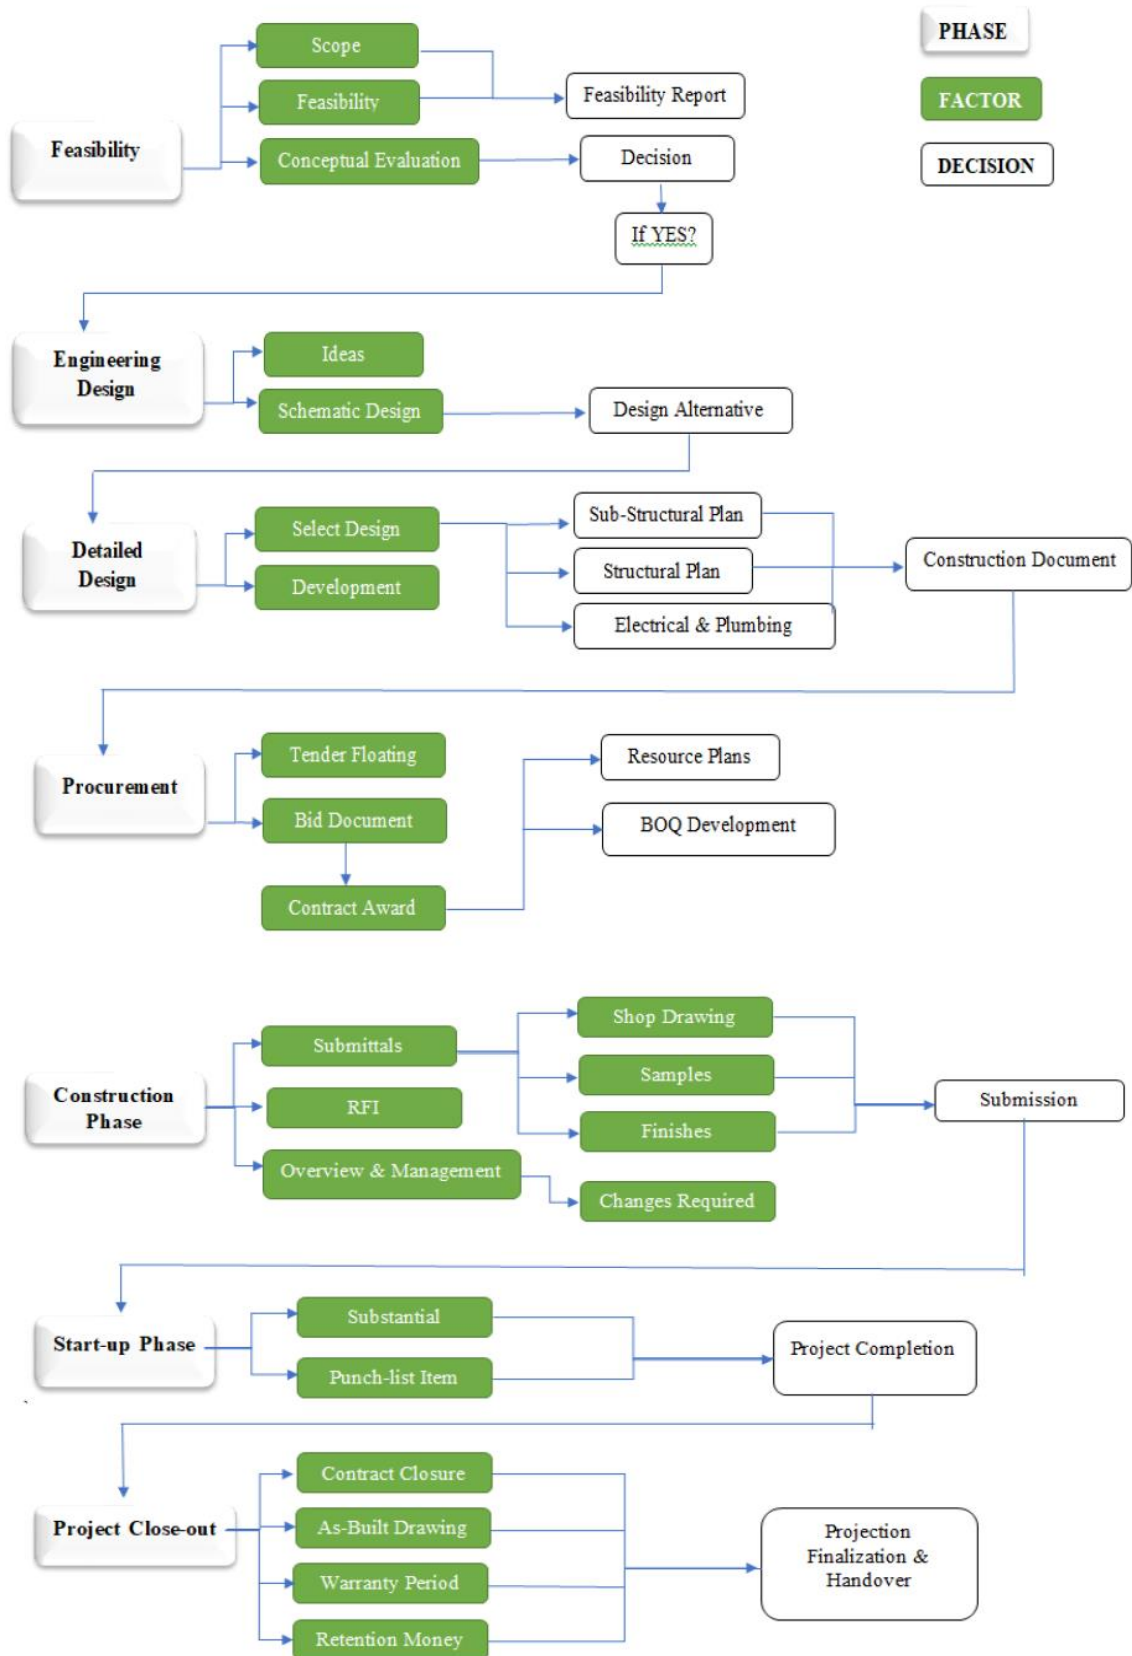 PHASE
FACTOR
DECISION
Scope
Feasibility
Feasibility Report
Feasibility
Conceptual Evaluation
Decision
If YES?
Engineering
Design
Ideas
Schematic Design
Design Alternative
Detailed
Design
Select Design
Development
Sub-Structural Plan
Structural Plan
Electrical & Plumbing
Construction Document
Procurement
Tender Floating
Bid Document
Contract Award
Resource Plans
BOQ Development
Construction
Phase
Submittals
RFI
Overview & Management
Shop Drawing
Samples
Finishes
Changes Required
Submission
Start-up Phase
Substantial
Punch-list Item
Project Completion
Project Close-out
Contract Closure
As-Built Drawing
Warranty Period
Retention Money
Projection
Finalization &
Handover